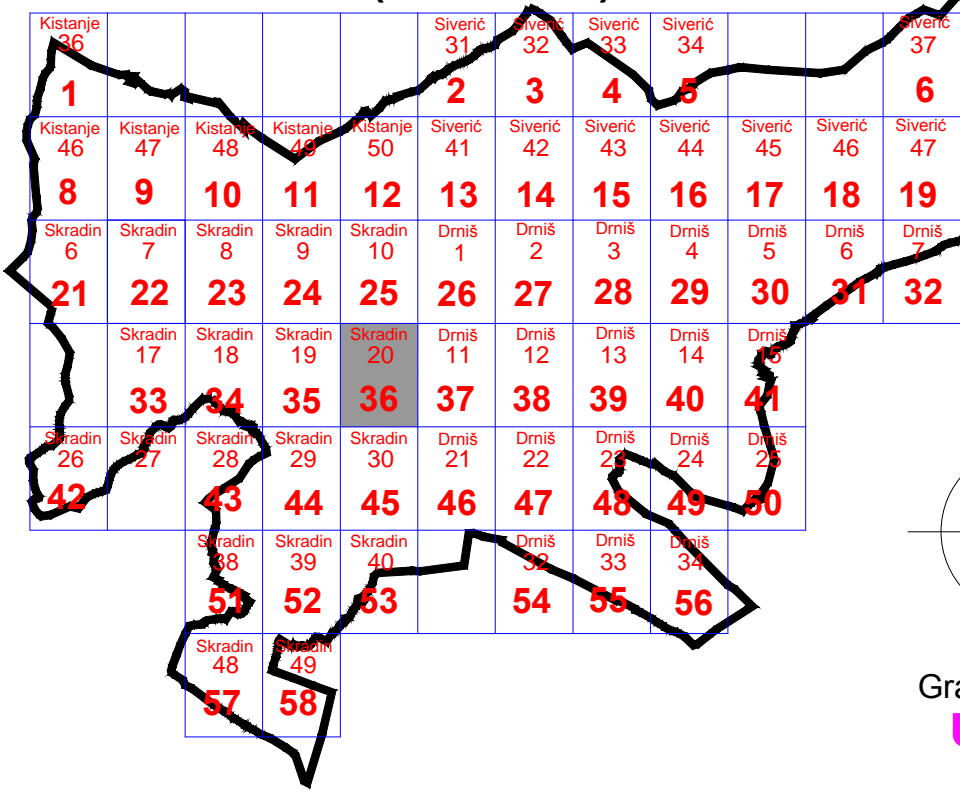 Kistanje Siverić Siverić Siverić Siverić Siverić
36 31 32 33 34 37
1 2 3 4 5 6
Kistanje Kistanje Kistanje Kistanje Kistanje Siverić Siverić Siverić Siverić Siverić Siverić Siverić
46 47 48 49 50 41 42 43 44 45 46 47
8 9 10 11 12 13 14 15 16 17 18 19
Skradin Skradin Skradin Skradin Skradin Drniš Drniš Drniš Drniš Drniš Drniš Drniš
6 7 8 9 10 1 2 3 4 5 6 7
21 22 23 24 25 26 27 28 29 30 31 32
Skradin Skradin Skradin Skradin Drniš Drniš Drniš Drniš Drniš
17 18 19 20 11 12 13 14 15
33 34 35 36 37 38 39 40 41
Skradin Skradin Skradin Skradin Skradin Drniš Drniš Drniš Drniš Drniš
26 27 28 29 30 21 22 23 24 25
42 43 44 45 46 47 48 49 50
Skradin Skradin Skradin Drniš Drniš Drniš
38 39 40 32 33 34
51 52 53 54 55 56
Skradin Skradin
48 49
57 58
Gra